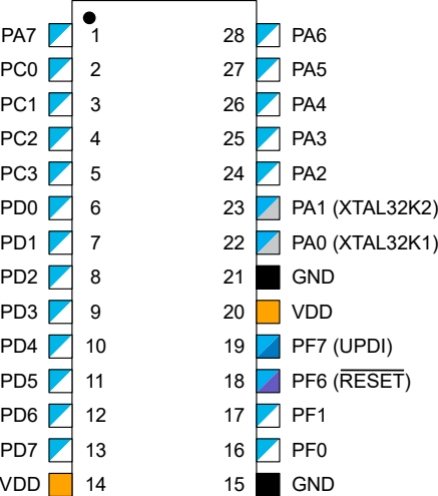 PA7 1 28 PA6
PC0 2 27 PA5
PC1 3 26 PA4
PC2 4 25 PA3
PC3 5 24 PA2
PD0 6 23 PA1 (XTAL32K2)
PD1 7 22 PA0 (XTAL32K1)
PD2 8 21 GND
PD3 9 20 VDD
PD4 10 19 PF7 (UPDI)
PD5 11 18 PF6 (R̅E̅S̅E̅T̅)
PD6 12 17 PF1
PD7 13 16 PF0
VDD 14 15 GND